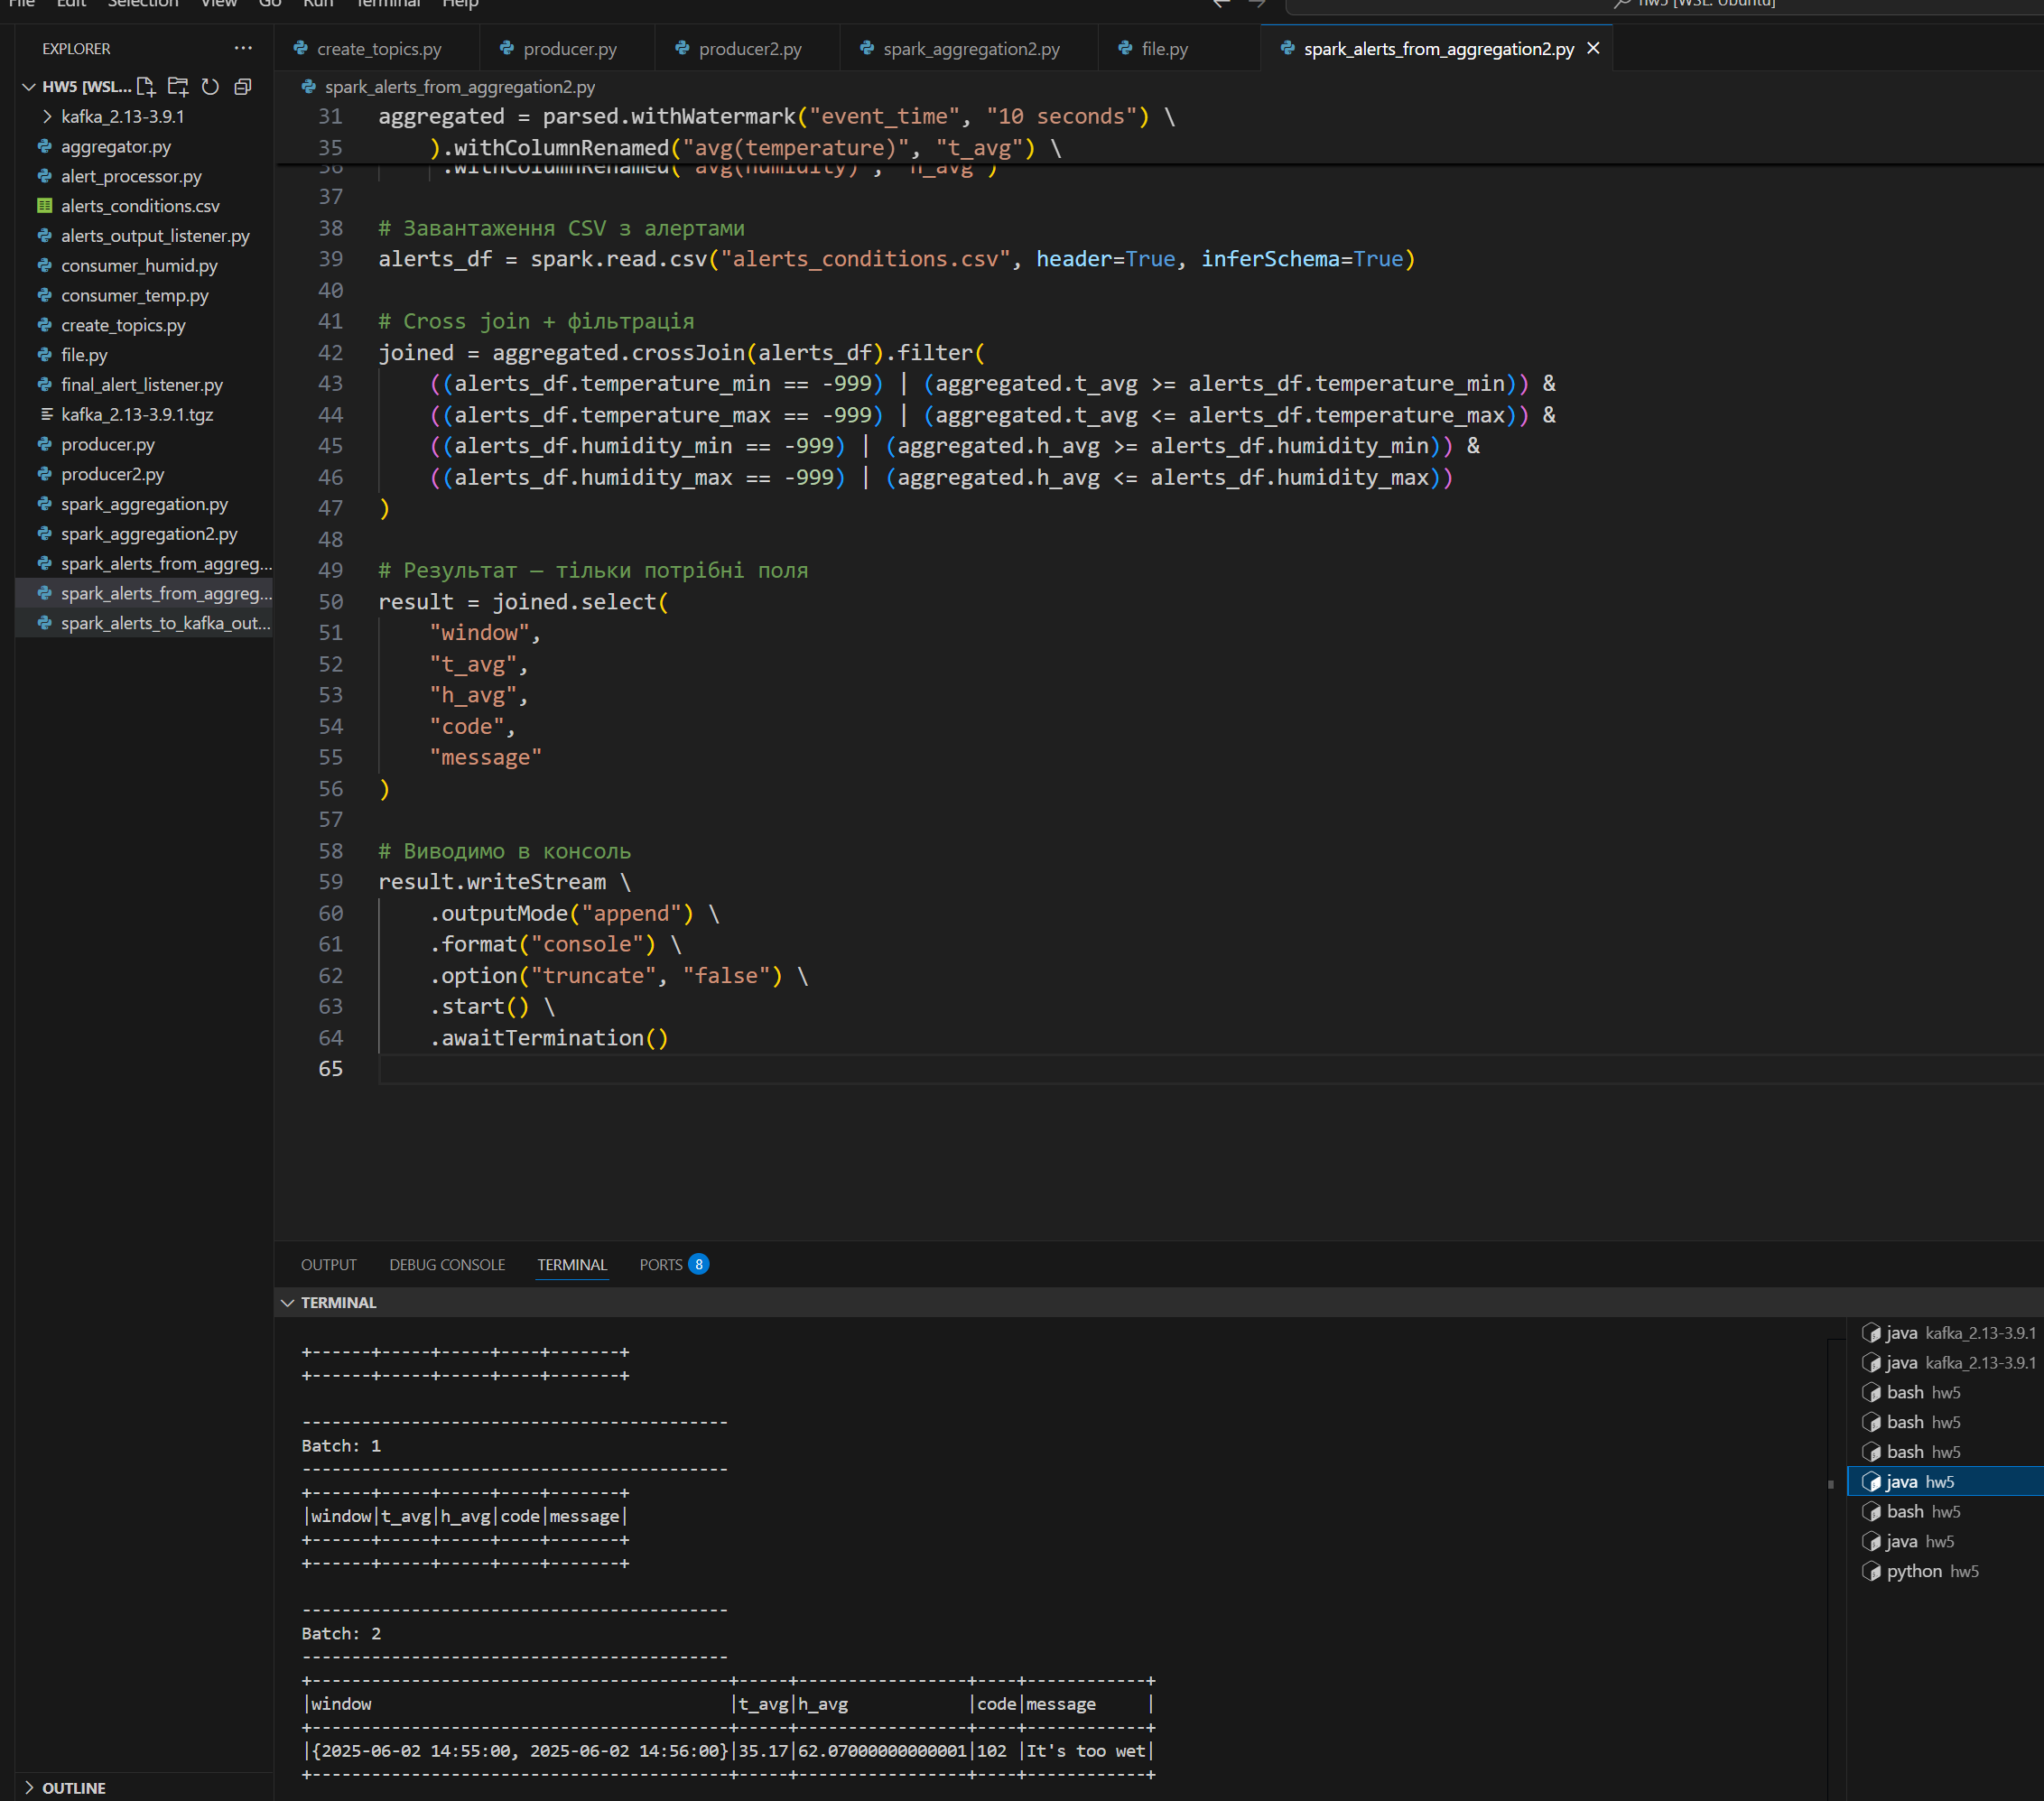 File Edit Selection View Go Run Terminal Help
hw5 [WSL: Ubuntu]
EXPLORER
HW5 [WSL...
kafka_2.13-3.9.1
aggregator.py
alert_processor.py
alerts_conditions.csv
alerts_output_listener.py
consumer_humid.py
consumer_temp.py
create_topics.py
file.py
final_alert_listener.py
kafka_2.13-3.9.1.tgz
producer.py
producer2.py
spark_aggregation.py
spark_aggregation2.py
spark_alerts_from_aggreg...
spark_alerts_from_aggreg...
spark_alerts_to_kafka_out...
OUTLINE
create_topics.py producer.py producer2.py spark_aggregation2.py file.py spark_alerts_from_aggregation2.py
spark_alerts_from_aggregation2.py
31 aggregated = parsed.withWatermark("event_time", "10 seconds") \
35 ).withColumnRenamed("avg(temperature)", "t_avg") \
36 .withColumnRenamed("avg(humidity)", "h_avg")
37
38 # Завантаження CSV з алертами
39 alerts_df = spark.read.csv("alerts_conditions.csv", header=True, inferSchema=True)
40
41 # Cross join + фільтрація
42 joined = aggregated.crossJoin(alerts_df).filter(
43 ((alerts_df.temperature_min == -999) | (aggregated.t_avg >= alerts_df.temperature_min)) &
44 ((alerts_df.temperature_max == -999) | (aggregated.t_avg <= alerts_df.temperature_max)) &
45 ((alerts_df.humidity_min == -999) | (aggregated.h_avg >= alerts_df.humidity_min)) &
46 ((alerts_df.humidity_max == -999) | (aggregated.h_avg <= alerts_df.humidity_max))
47 )
48
49 # Результат — тільки потрібні поля
50 result = joined.select(
51 "window",
52 "t_avg",
53 "h_avg",
54 "code",
55 "message"
56 )
57
58 # Виводимо в консоль
59 result.writeStream \
60 .outputMode("append") \
61 .format("console") \
62 .option("truncate", "false") \
63 .start() \
64 .awaitTermination()
65
OUTPUT DEBUG CONSOLE TERMINAL PORTS 8
TERMINAL
+------+-----+-----+----+-------+
+------+-----+-----+----+-------+
-------------------------------------------
Batch: 1
-------------------------------------------
+------+-----+-----+----+-------+
|window|t_avg|h_avg|code|message|
+------+-----+-----+----+-------+
+------+-----+-----+----+-------+
-------------------------------------------
Batch: 2
-------------------------------------------
+------------------------------------------+-----+-----------------+----+------------+
|window |t_avg|h_avg |code|message |
+------------------------------------------+-----+-----------------+----+------------+
|{2025-06-02 14:55:00, 2025-06-02 14:56:00}|35.17|62.07000000000001|102 |It's too wet|
+------------------------------------------+-----+-----------------+----+------------+
java kafka_2.13-3.9.1
java kafka_2.13-3.9.1
bash hw5
bash hw5
bash hw5
java hw5
bash hw5
java hw5
python hw5